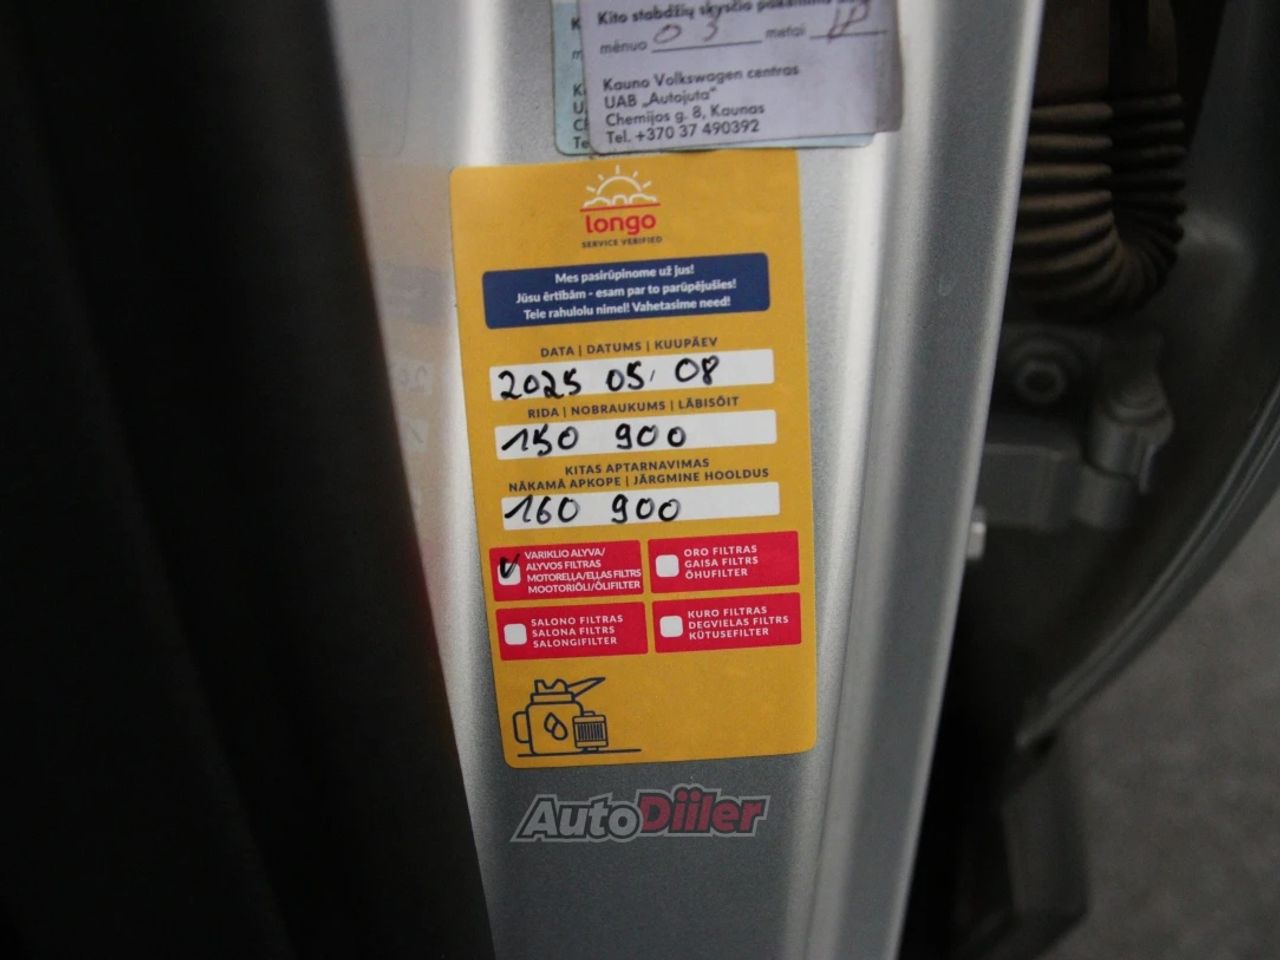 Kito stabdžių skysčio
mėnuo 03 metai
Kauno Volkswagen centras
UAB „Autojuta"
Chemijos g. 8, Kaunas
Tel. +370 37 490392
longo
SERVICE VERIFIED
Mes pasirūpinome už jus!
Jūsu ērtībām - esam par to parūpējušies!
Teie rahulolu nimel! Vahetasime need!
DATA | DATUMS | KUUPÄEV
2025 05 08
RIDA | NOBRAUKUMS | LÄBISÕIT
150 900
KITAS APTARNAVIMAS
NĀKAMĀ APKOPE | JÄRGMINE HOOLDUS
160 900
VARIKLIO ALYVA/
ALYVOS FILTRAS
MOTOREĻĻA/EĻĻAS FILTRS
MOOTORIÕLI/ÕLIFILTER
ORO FILTRAS
GAISA FILTRS
ÕHUFILTER
SALONO FILTRAS
SALONA FILTRS
SALONGIFILTER
KURO FILTRAS
DEGVIELAS FILTRS
KÜTUSEFILTER
AutoDiiler